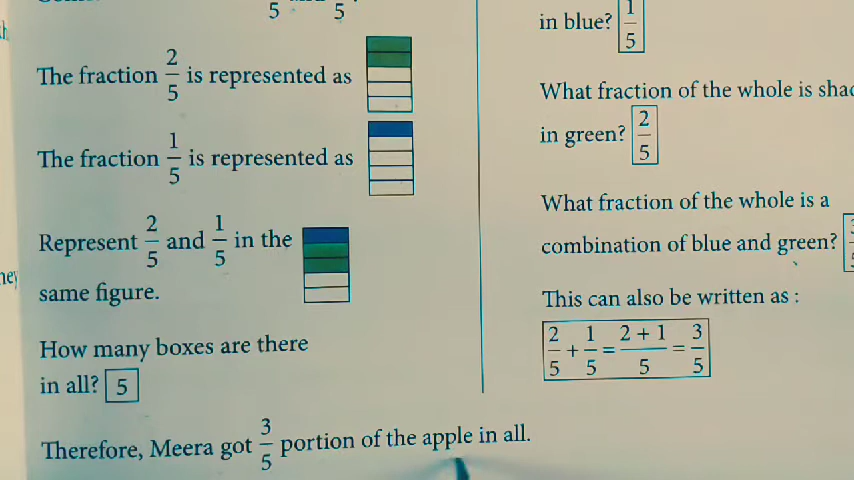 5 5
The fraction 2/5 is represented as
The fraction 1/5 is represented as
Represent 2/5 and 1/5 in the
same figure.
How many boxes are there
in all? 5
Therefore, Meera got 3/5 portion of the apple in all.
in blue? 1/5
What fraction of the whole is
in green? 2/5
What fraction of the whole is a
combination of blue and green?
This can also be written as :
2/5 + 1/5 = 2 + 1/5 = 3/5